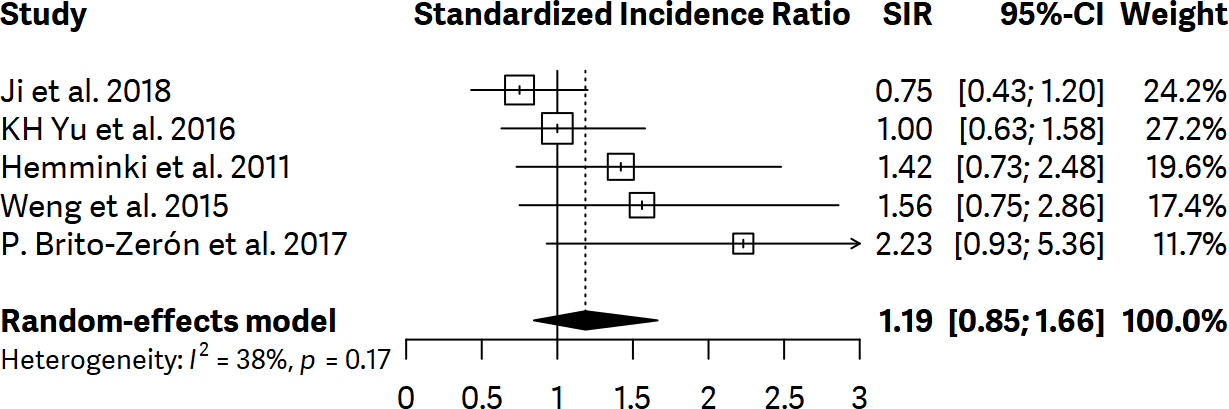 Study Standardized Incidence Ratio SIR 95%-CI Weight
Ji et al. 2018 0.75 [0.43; 1.20] 24.2%
KH Yu et al. 2016 1.00 [0.63; 1.58] 27.2%
Hemminki et al. 2011 1.42 [0.73; 2.48] 19.6%
Weng et al. 2015 1.56 [0.75; 2.86] 17.4%
P. Brito-Zerón et al. 2017 2.23 [0.93; 5.36] 11.7%
Random-effects model 1.19 [0.85; 1.66] 100.0%
Heterogeneity: I² = 38%, p = 0.17
0 0.5 1 1.5 2 2.5 3